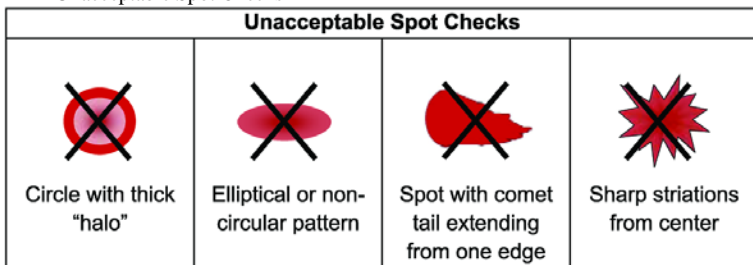 Unacceptable Spot Checks
Circle with thick
“halo”
Elliptical or non-
circular pattern
Spot with comet
tail extending
from one edge
Sharp striations
from center